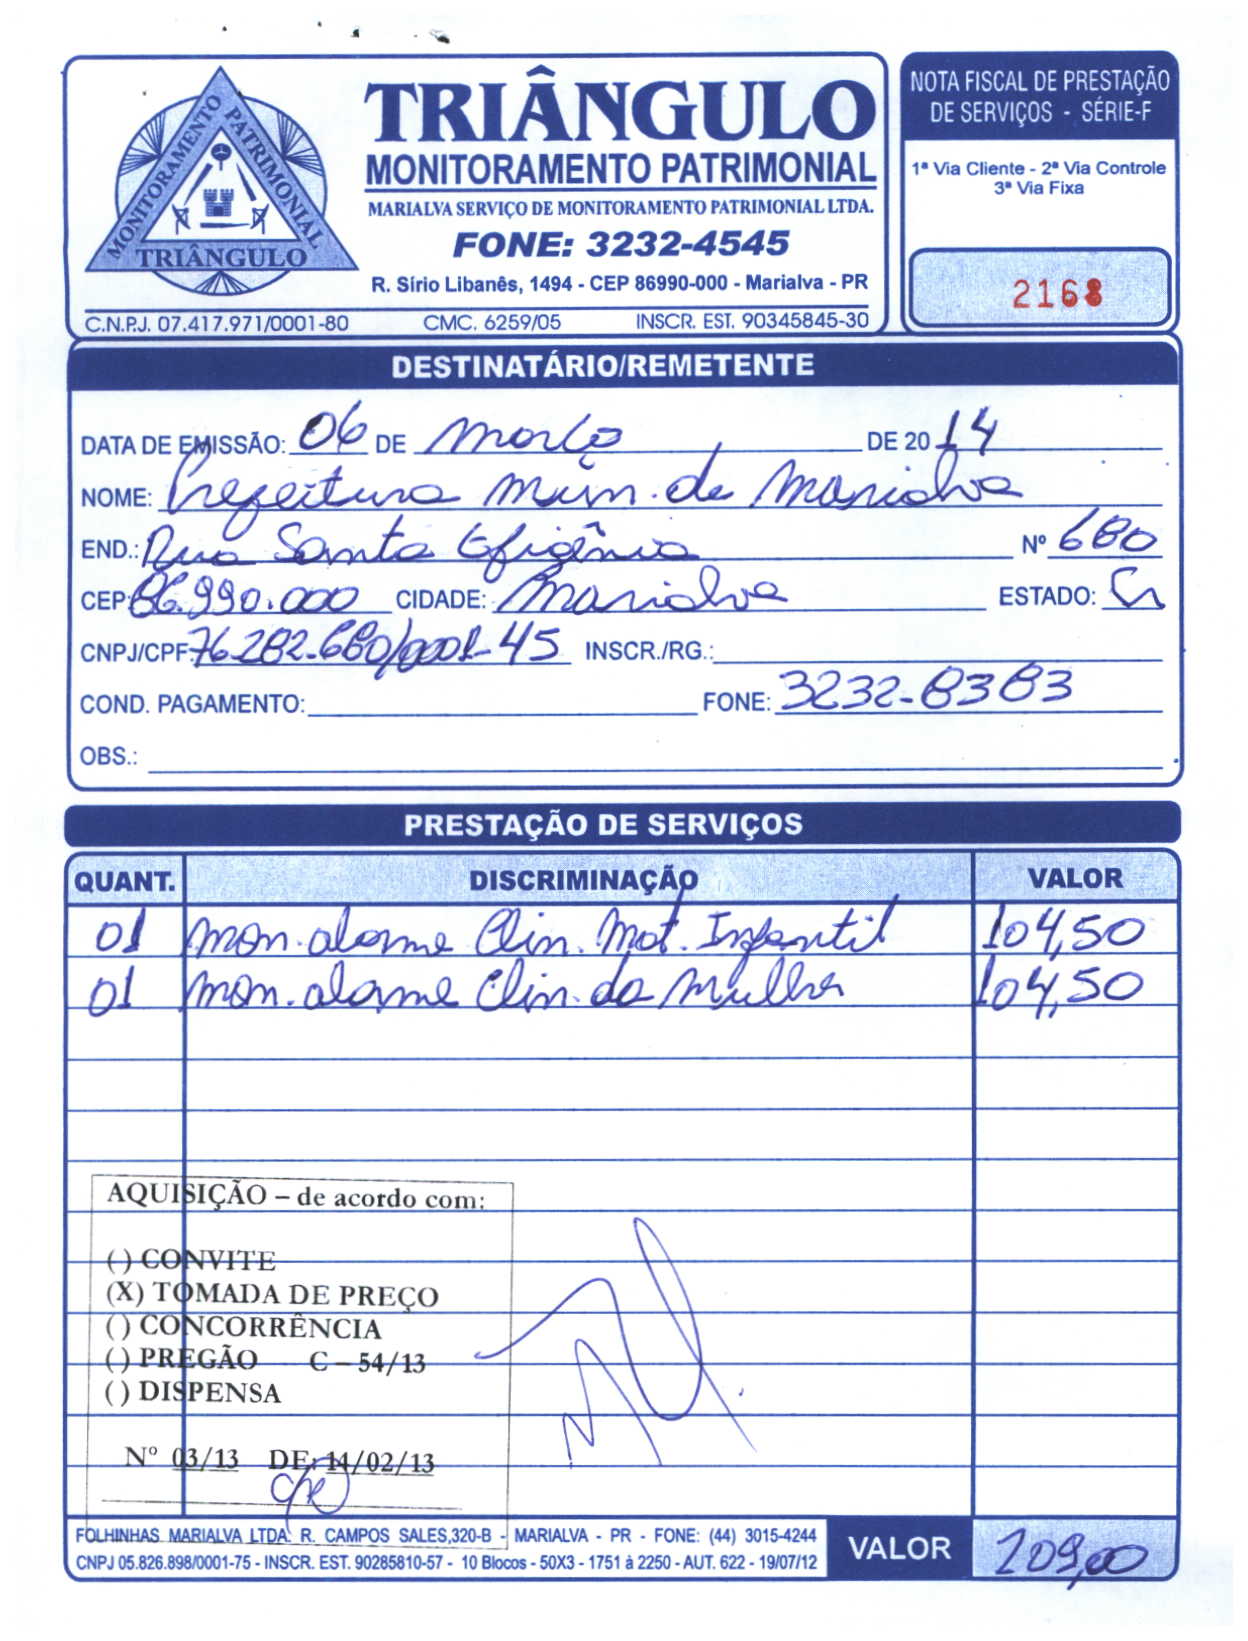 MONITORAMENTO PATRIMONIAL
TRIÂNGULO
TRIÂNGULO
MONITORAMENTO PATRIMONIAL
MARIALVA SERVIÇO DE MONITORAMENTO PATRIMONIAL LTDA.
FONE: 3232-4545
R. Sírio Libanês, 1494 - CEP 86990-000 - Marialva - PR
C.N.P.J. 07.417.971/0001-80 CMC. 6259/05 INSCR. EST. 90345845-30
NOTA FISCAL DE PRESTAÇÃO
DE SERVIÇOS - SÉRIE-F
1ª Via Cliente - 2ª Via Controle
3ª Via Fixa
2168
DESTINATÁRIO/REMETENTE
DATA DE EMISSÃO: 06 DE Março DE 2014
NOME: Prefeitura Mun. de Marialva
END.: Rua Santa Efigênia Nº 680
CEP: 86.990.000 CIDADE: Marialva ESTADO: Pr
CNPJ/CPF: 76.282.680/0001-45 INSCR./RG.:
COND. PAGAMENTO: FONE: 3232-8383
OBS.:
PRESTAÇÃO DE SERVIÇOS
QUANT. DISCRIMINAÇÃO VALOR
01 Mon. alarme Clin. Mat. Infantil 104,50
01 Mon. alarme Clin. da Mulher 104,50
AQUISIÇÃO – de acordo com:
( ) CONVITE
(X) TOMADA DE PREÇO
( ) CONCORRÊNCIA
( ) PREGÃO C – 54/13
( ) DISPENSA
Nº 03/13 DE: 14/02/13
FOLHINHAS MARIALVA LTDA. R. CAMPOS SALES,320-B - MARIALVA - PR - FONE: (44) 3015-4244
CNPJ 05.826.898/0001-75 - INSCR. EST. 90285810-57 - 10 Blocos - 50X3 - 1751 à 2250 - AUT. 622 - 19/07/12
VALOR 209,00